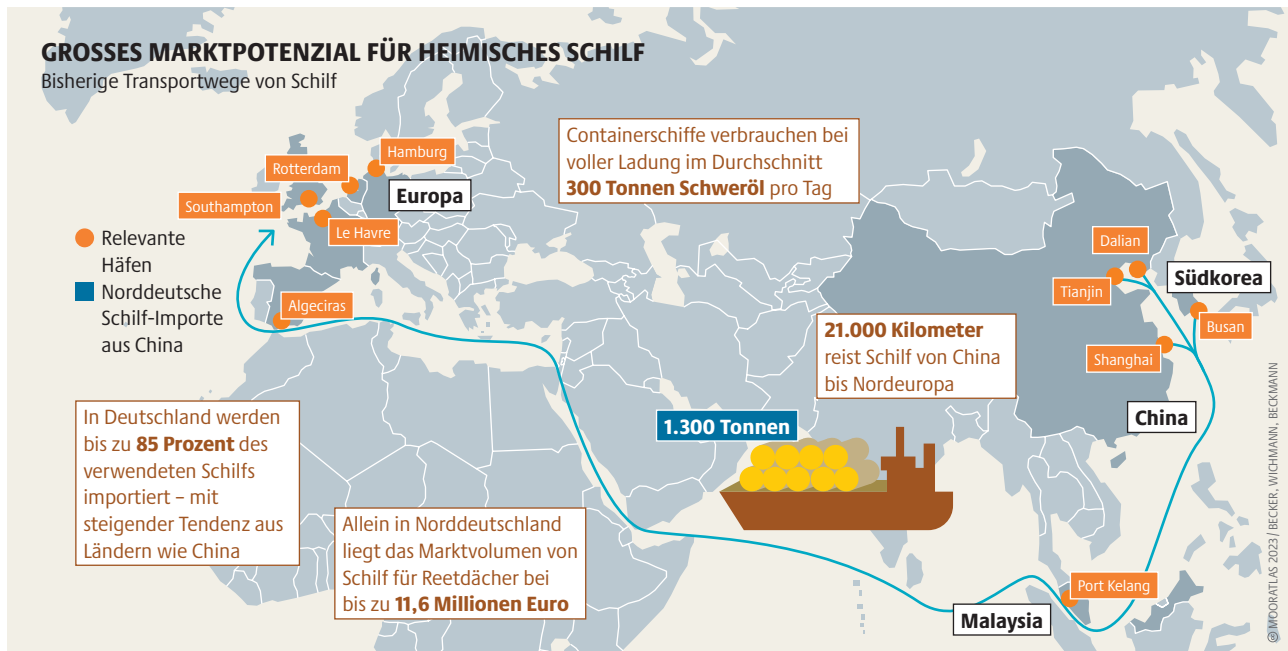 GROSSES MARKTPOTENZIAL FÜR HEIMISCHES SCHILF
Bisherige Transportwege von Schilf
Hamburg
Rotterdam
Europa
Southampton
Le Havre
Relevante
Häfen
Norddeutsche
Schilf-Importe
aus China
Algeciras
Containerschiffe verbrauchen bei
voller Ladung im Durchschnitt
300 Tonnen Schweröl pro Tag
Dalian
Tianjin
Südkorea
Busan
Shanghai
21.000 Kilometer
reist Schilf von China
bis Nordeuropa
China
1.300 Tonnen
In Deutschland werden
bis zu 85 Prozent des
verwendeten Schilfs
importiert – mit
steigender Tendenz aus
Ländern wie China
Allein in Norddeutschland
liegt das Marktvolumen von
Schilf für Reetdächer bei
bis zu 11,6 Millionen Euro
Port Kelang
Malaysia
© MOORATLAS 2023 / BECKER, WICHMANN, BECKMANN